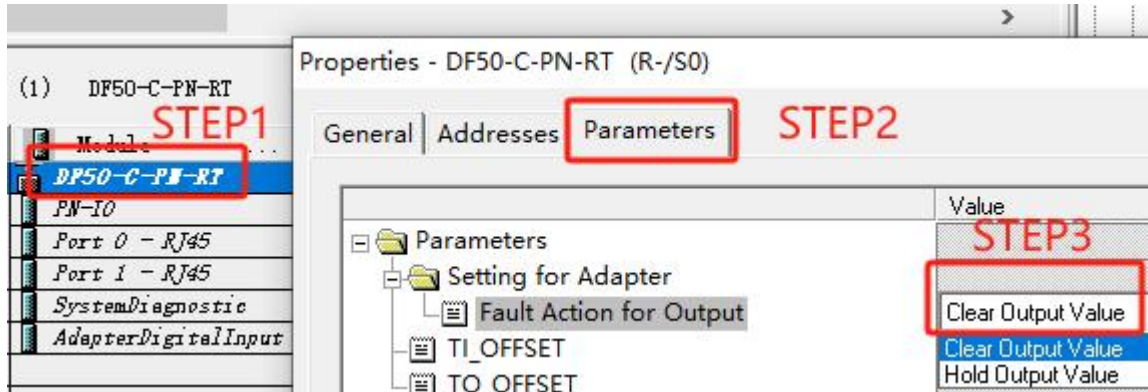 (1) DF50-C-PN-RT
STEP1
Module ...
DF50-C-PN-RT
PN-IO
Port 0 - RJ45
Port 1 - RJ45
SystemDiagnostic
AdapterDigitalInput
Properties - DF50-C-PN-RT (R-/S0)
General Addresses Parameters
STEP2
Value
STEP3
Parameters
Setting for Adapter
Fault Action for Output
Clear Output Value
TI_OFFSET
Clear Output Value
TO_OFFSET
Hold Output Value